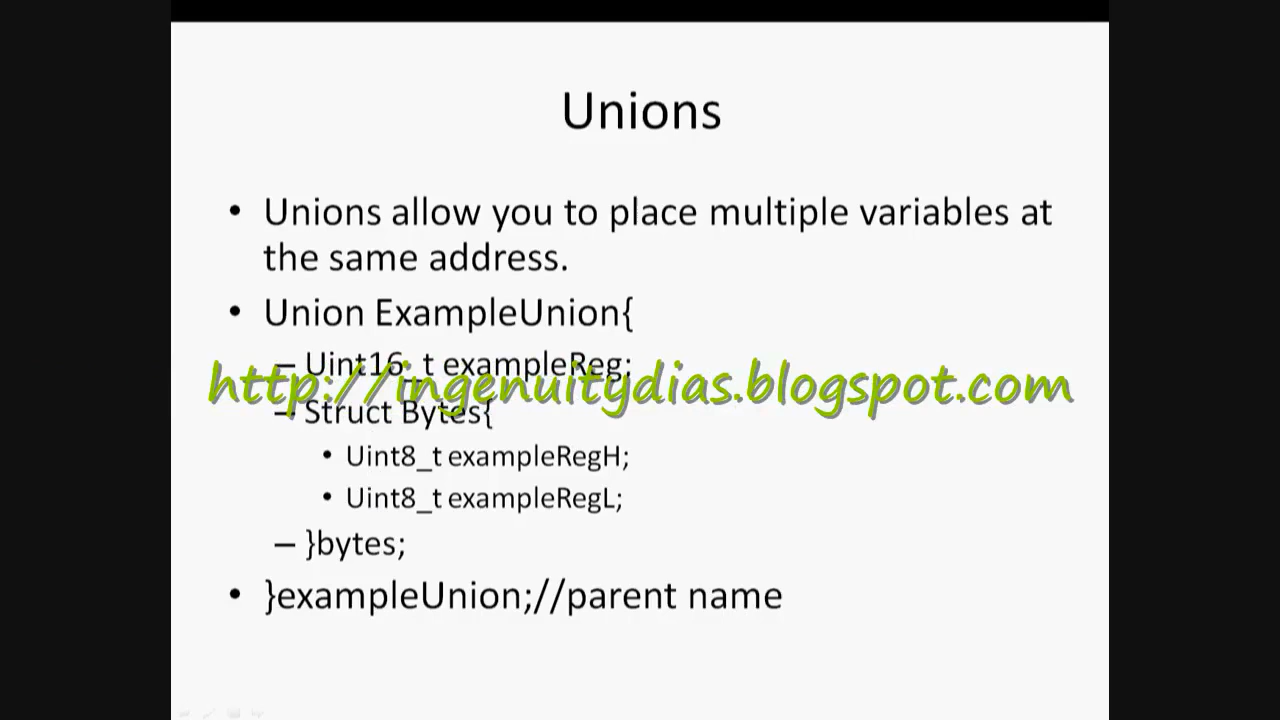 Unions
• Unions allow you to place multiple variables at
the same address.
• Union ExampleUnion{
– Uint16_t exampleReg;
http://ingenuitydias.blogspot.com
– Struct Bytes{
• Uint8_t exampleRegH;
• Uint8_t exampleRegL;
– }bytes;
• }exampleUnion;//parent name